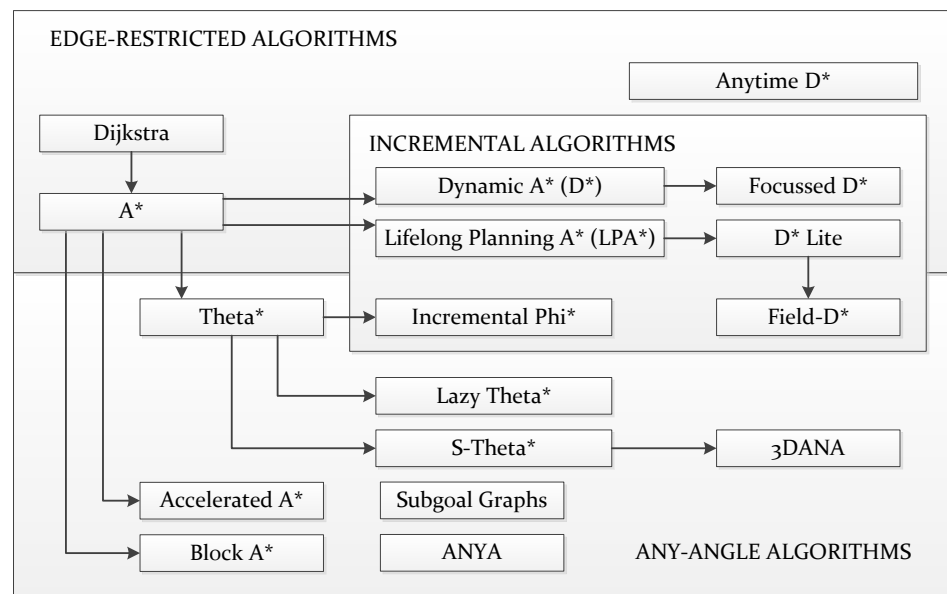 EDGE-RESTRICTED ALGORITHMS
Anytime D*
Dijkstra
INCREMENTAL ALGORITHMS
Dynamic A* (D*)
Focussed D*
A*
Lifelong Planning A* (LPA*)
D* Lite
Theta*
Incremental Phi*
Field-D*
Lazy Theta*
S-Theta*
3DANA
Accelerated A*
Subgoal Graphs
Block A*
ANYA
ANY-ANGLE ALGORITHMS